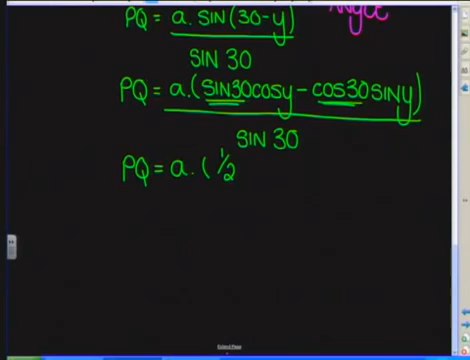 PQ = a. SIN (30-y)
SIN 30
PQ = a. (SIN30COSy - COS30SINy)
SIN 30
PQ = a. ( 1/2